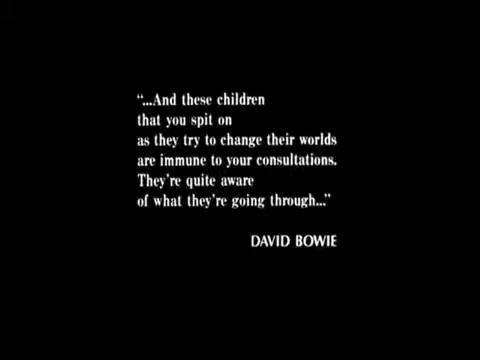 “...And these children
that you spit on
as they try to change their worlds
are immune to your consultations.
They're quite aware
of what they're going through...”
DAVID BOWIE